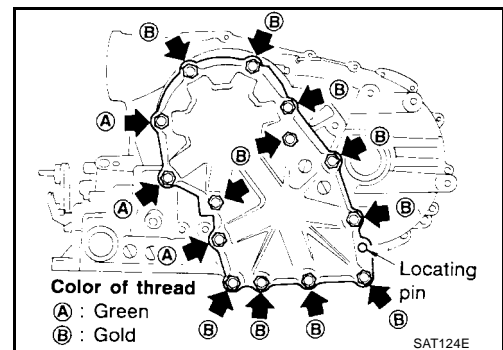 Ⓑ Ⓑ
Ⓑ
Ⓐ Ⓑ Ⓑ
Ⓐ Ⓑ
Ⓐ
Locating
pin
Color of thread
Ⓐ : Green
Ⓑ : Gold
Ⓑ Ⓑ Ⓑ Ⓑ
SAT124E